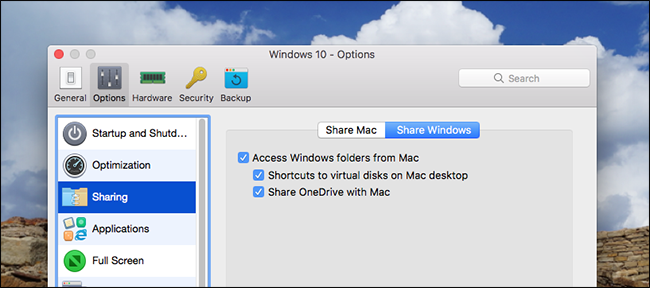 Windows 10 - Options
General Options Hardware Security Backup
Search
Startup and Shutd...
Optimization
Sharing
Applications
Full Screen
Share Mac Share Windows
Access Windows folders from Mac
Shortcuts to virtual disks on Mac desktop
Share OneDrive with Mac